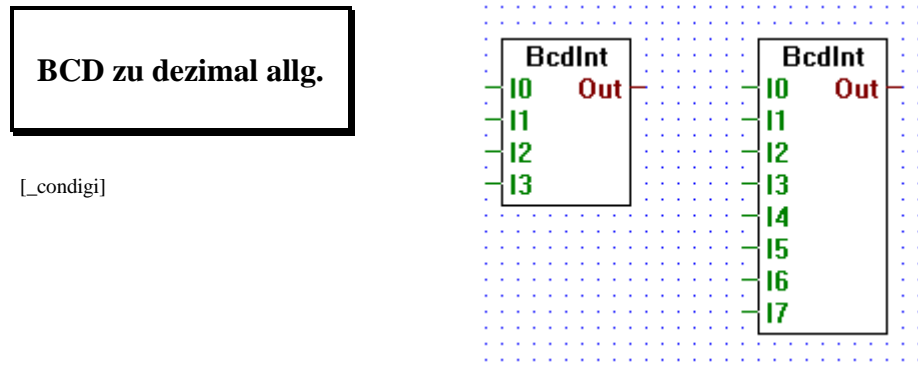 BCD zu dezimal allg.
[_condigi]
BcdInt
I0 Out
I1
I2
I3
BcdInt
I0 Out
I1
I2
I3
I4
I5
I6
I7